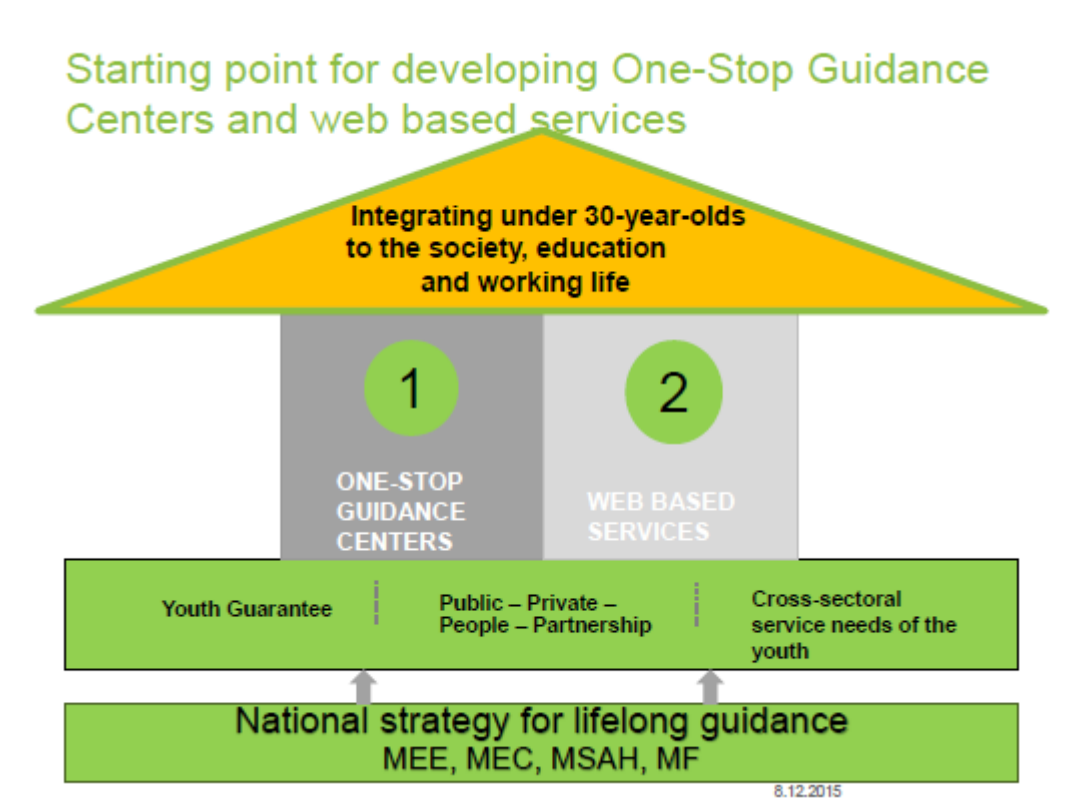 Starting point for developing One-Stop Guidance
Centers and web based services
Integrating under 30-year-olds
to the society, education
and working life
1
2
ONE-STOP
GUIDANCE
CENTERS
WEB BASED
SERVICES
Youth Guarantee
Public – Private –
People – Partnership
Cross-sectoral
service needs of the
youth
National strategy for lifelong guidance
MEE, MEC, MSAH, MF
8.12.2015